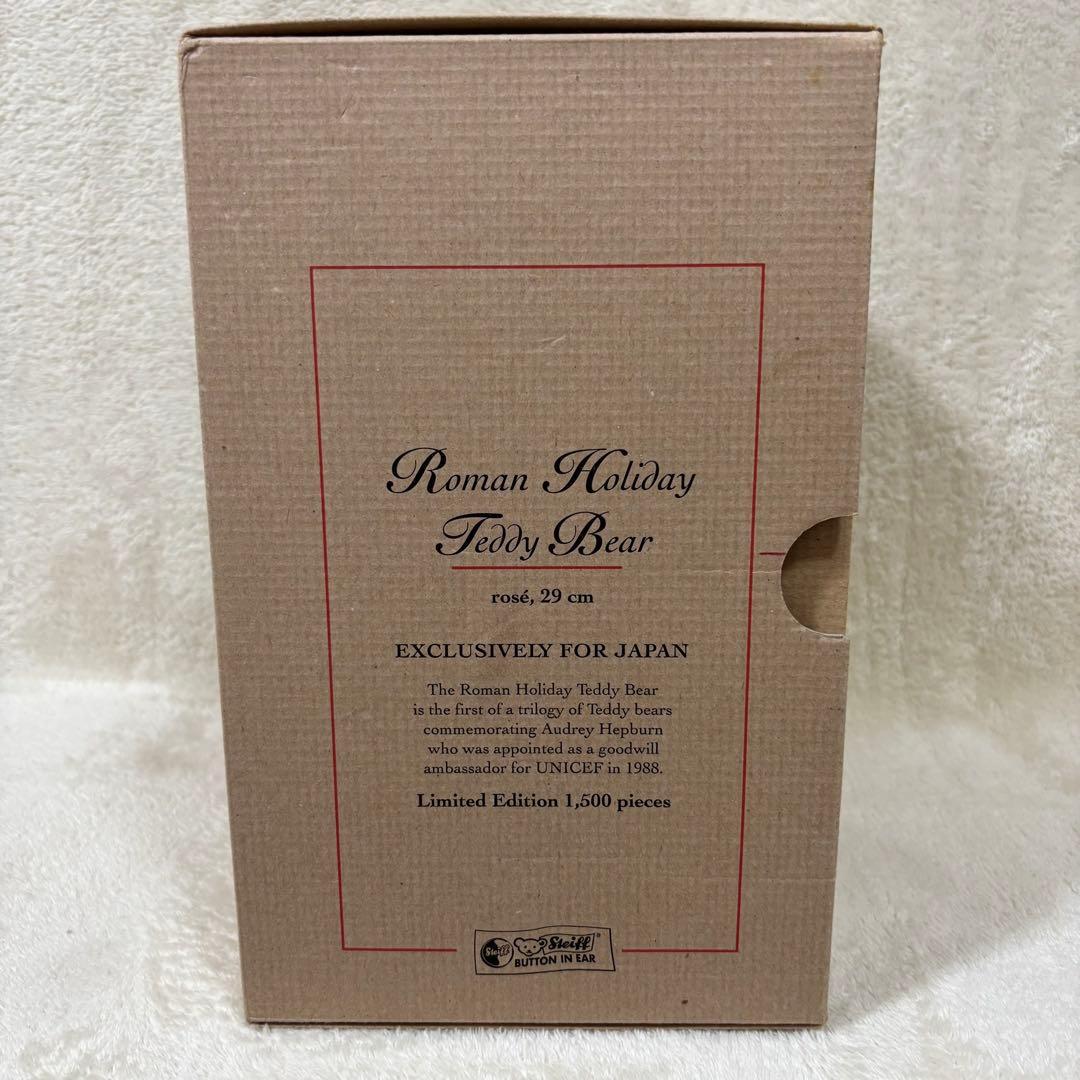 Roman Holiday
Teddy Bear
rosé, 29 cm
EXCLUSIVELY FOR JAPAN
The Roman Holiday Teddy Bear
is the first of a trilogy of Teddy bears
commemorating Audrey Hepburn
who was appointed as a goodwill
ambassador for UNICEF in 1988.
Limited Edition 1,500 pieces
Steiff Steiff®
BUTTON IN EAR